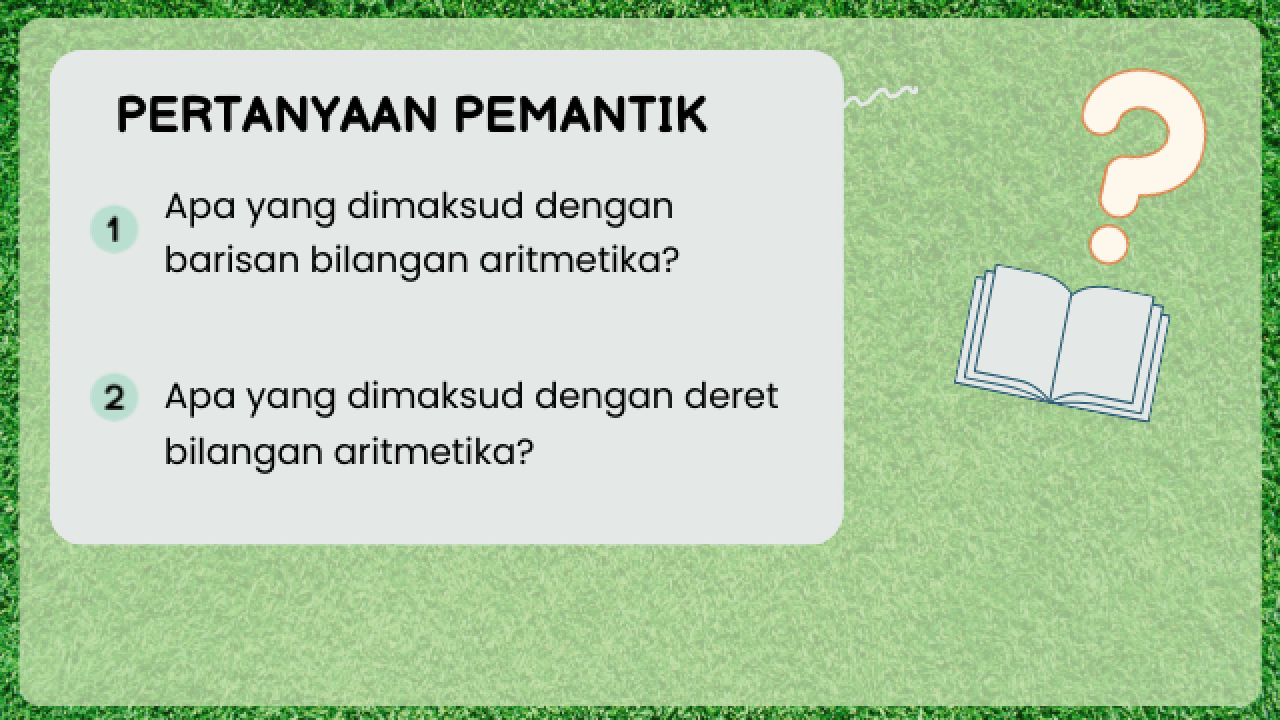 PERTANYAAN PEMANTIK
1
Apa yang dimaksud dengan
barisan bilangan aritmetika?
2
Apa yang dimaksud dengan deret
bilangan aritmetika?
?